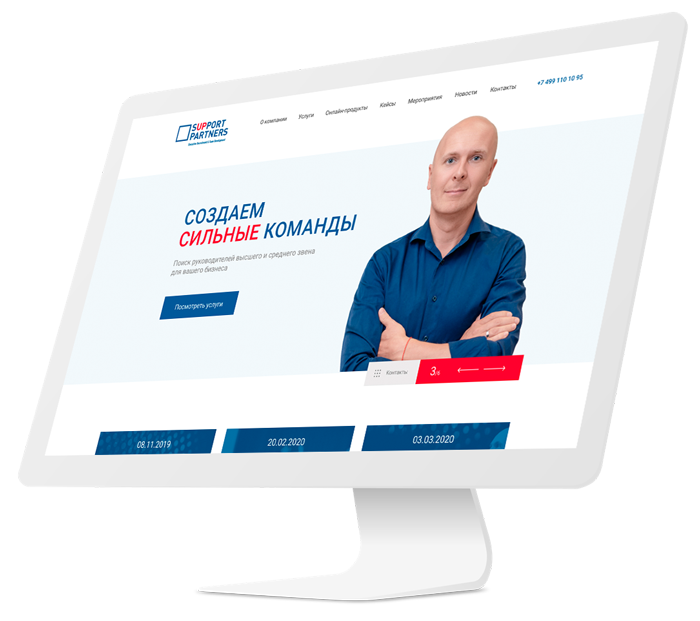 SUPPORT
PARTNERS
О компании Услуги Онлайн-продукты Кейсы Мероприятия Новости Контакты +7 499 110 10 95
СОЗДАЕМ
СИЛЬНЫЕ КОМАНДЫ
Поиск руководителей высшего и среднего звена
для вашего бизнеса
Посмотреть услуги
Контакты 3/6
08.11.2019 20.02.2020 03.03.2020